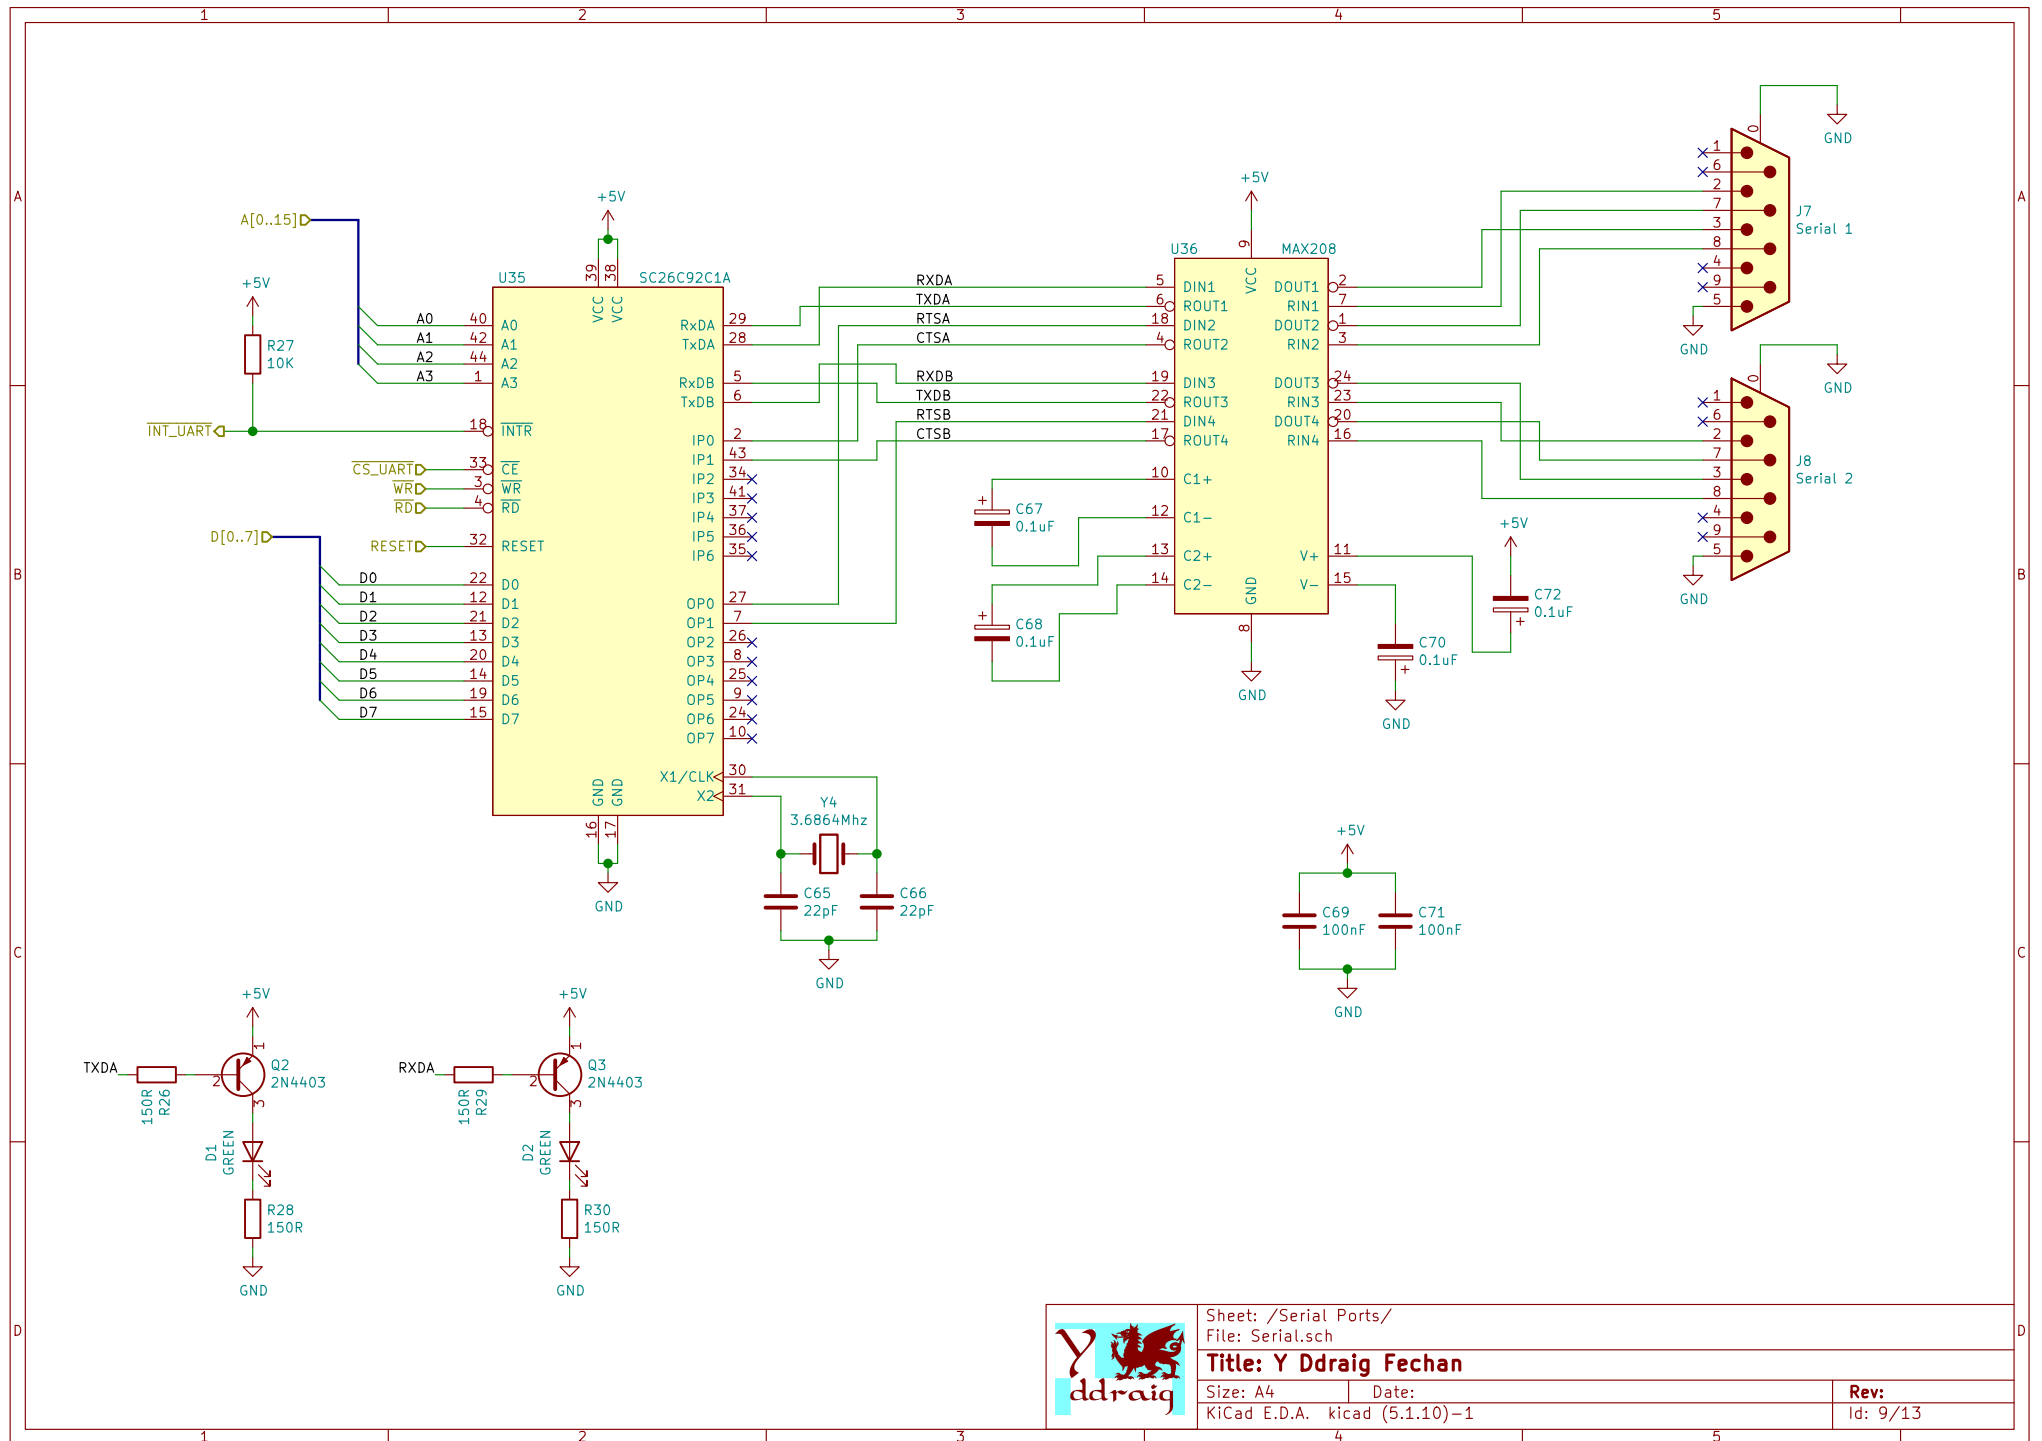 1 2 3 4 5
A
B
C
D
A
B
C
D
1 2 3 4 5
A[0..15]
+5V
R27
10K
INT_UART
CS_UART
WR
RD
D[0..7]
RESET
A0
A1
A2
A3
D0
D1
D2
D3
D4
D5
D6
D7
+5V
U35
SC26C92C1A
39 38
VCC VCC
40 A0
42 A1
44 A2
1 A3
18 INTR
33 CE
3 WR
4 RD
32 RESET
22 D0
12 D1
21 D2
13 D3
20 D4
14 D5
19 D6
15 D7
RxDA 29
TxDA 28
RxDB 5
TxDB 6
IP0 2
IP1 43
IP2 34
IP3 41
IP4 37
IP5 36
IP6 35
OP0 27
OP1 7
OP2 26
OP3 8
OP4 25
OP5 9
OP6 24
OP7 10
X1/CLK 30
X2 31
GND GND
16 17
GND
Y4
3.6864Mhz
C65
22pF
C66
22pF
GND
RXDA
TXDA
RTSA
CTSA
RXDB
TXDB
RTSB
CTSB
+5V
U36
MAX208
9
VCC
5 DIN1
6 ROUT1
18 DIN2
4 ROUT2
19 DIN3
22 ROUT3
21 DIN4
17 ROUT4
10 C1+
12 C1-
13 C2+
14 C2-
DOUT1 2
RIN1 7
DOUT2 1
RIN2 3
DOUT3 24
RIN3 23
DOUT4 20
RIN4 16
V+ 11
V- 15
GND
8
GND
+
C67
0.1uF
+
C68
0.1uF
+5V
C72
0.1uF
+
C70
0.1uF
+
GND
GND
0
1
6
2
7
3
8
4
9
5
J7
Serial 1
GND
GND
0
1
6
2
7
3
8
4
9
5
J8
Serial 2
GND
+5V
C69
100nF
C71
100nF
GND
+5V
TXDA
150R
R26
1
2
3
Q2
2N4403
D1
GREEN
R28
150R
GND
+5V
RXDA
150R
R29
1
2
3
Q3
2N4403
D2
GREEN
R30
150R
GND
Y
ddraig
Sheet: /Serial Ports/
File: Serial.sch
Title: Y Ddraig Fechan
Size: A4 Date: Rev:
KiCad E.D.A. kicad (5.1.10)-1 Id: 9/13